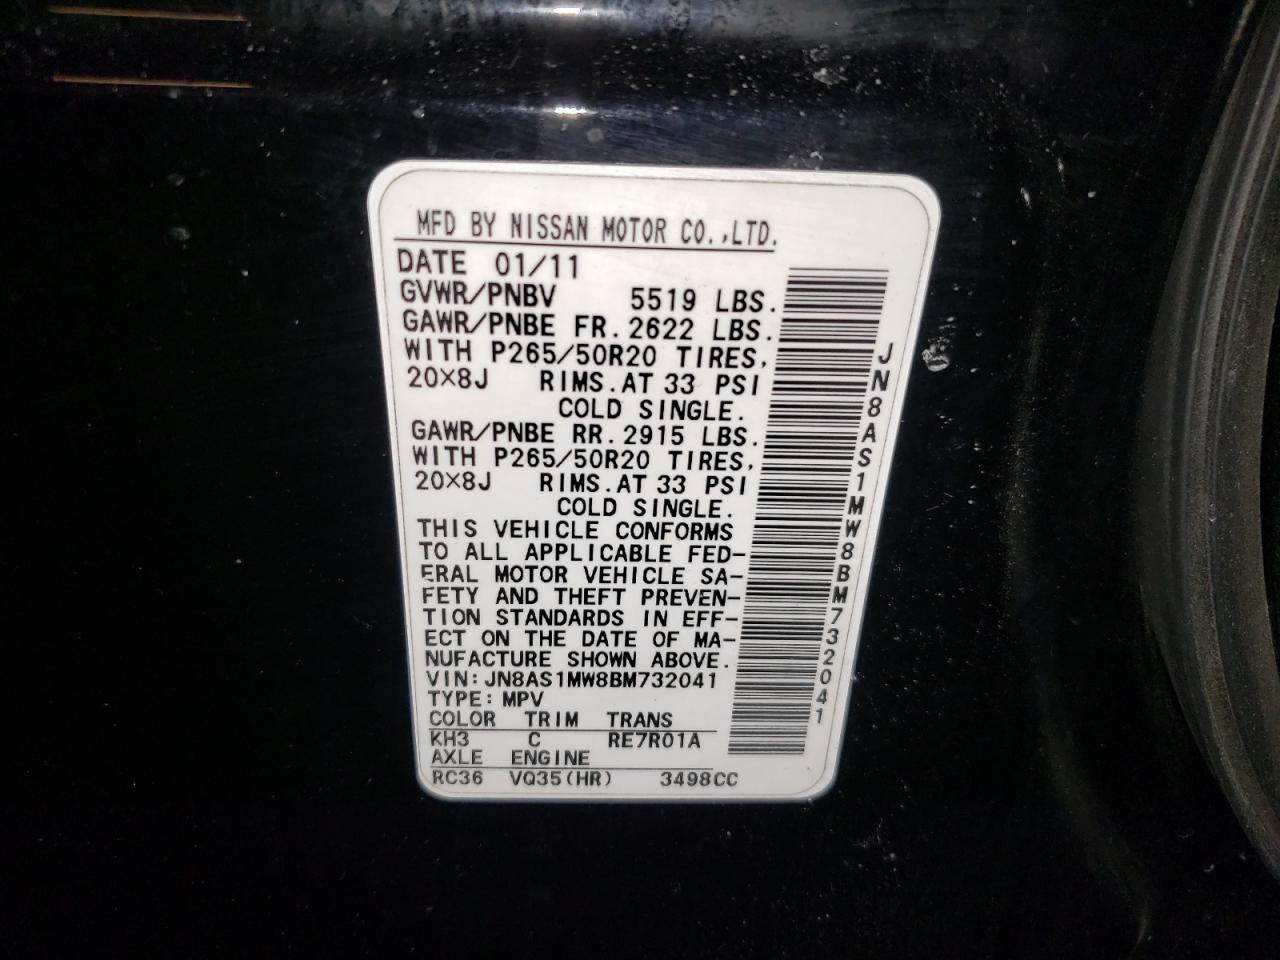 MFD BY NISSAN MOTOR CO.,LTD.
DATE 01/11
GVWR/PNBV 5519 LBS.
GAWR/PNBE FR. 2622 LBS.
WITH P265/50R20 TIRES,
20×8J RIMS. AT 33 PSI
COLD SINGLE.
GAWR/PNBE RR. 2915 LBS.
WITH P265/50R20 TIRES,
20×8J RIMS. AT 33 PSI
COLD SINGLE.
THIS VEHICLE CONFORMS
TO ALL APPLICABLE FED-
ERAL MOTOR VEHICLE SA-
FETY AND THEFT PREVEN-
TION STANDARDS IN EFF-
ECT ON THE DATE OF MA-
NUFACTURE SHOWN ABOVE.
VIN: JN8AS1MW8BM732041
TYPE: MPV
COLOR TRIM TRANS
KH3 C RE7R01A
AXLE ENGINE
RC36 VQ35(HR) 3498CC
JN8AS1MW8BM732041